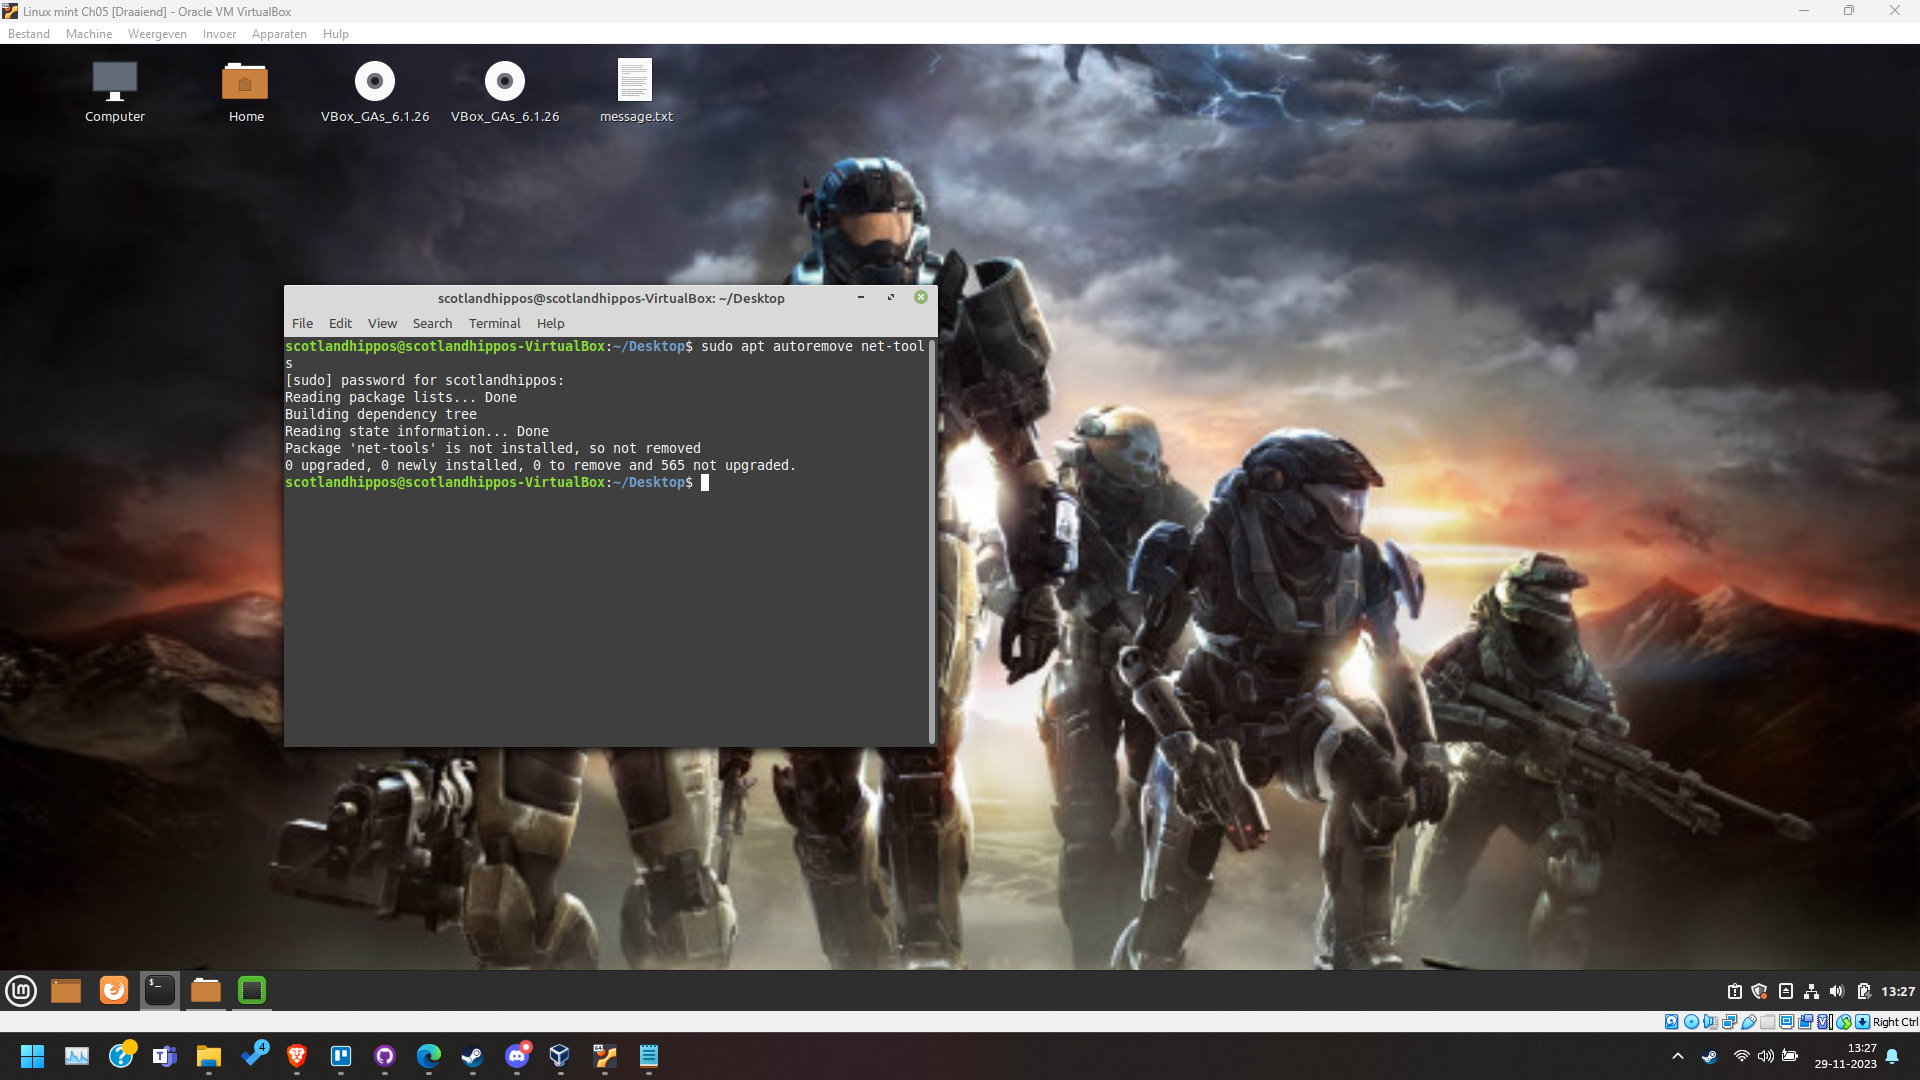 Linux mint Ch05 [Draaiend] - Oracle VM VirtualBox
Bestand Machine Weergeven Invoer Apparaten Hulp
Computer Home VBox_GAs_6.1.26 VBox_GAs_6.1.26 message.txt
scotlandhippos@scotlandhippos-VirtualBox: ~/Desktop
File Edit View Search Terminal Help
scotlandhippos@scotlandhippos-VirtualBox:~/Desktop$ sudo apt autoremove net-tool
s
[sudo] password for scotlandhippos:
Reading package lists... Done
Building dependency tree
Reading state information... Done
Package 'net-tools' is not installed, so not removed
0 upgraded, 0 newly installed, 0 to remove and 565 not upgraded.
scotlandhippos@scotlandhippos-VirtualBox:~/Desktop$
13:27
Right Ctrl
4
13:27
29-11-2023